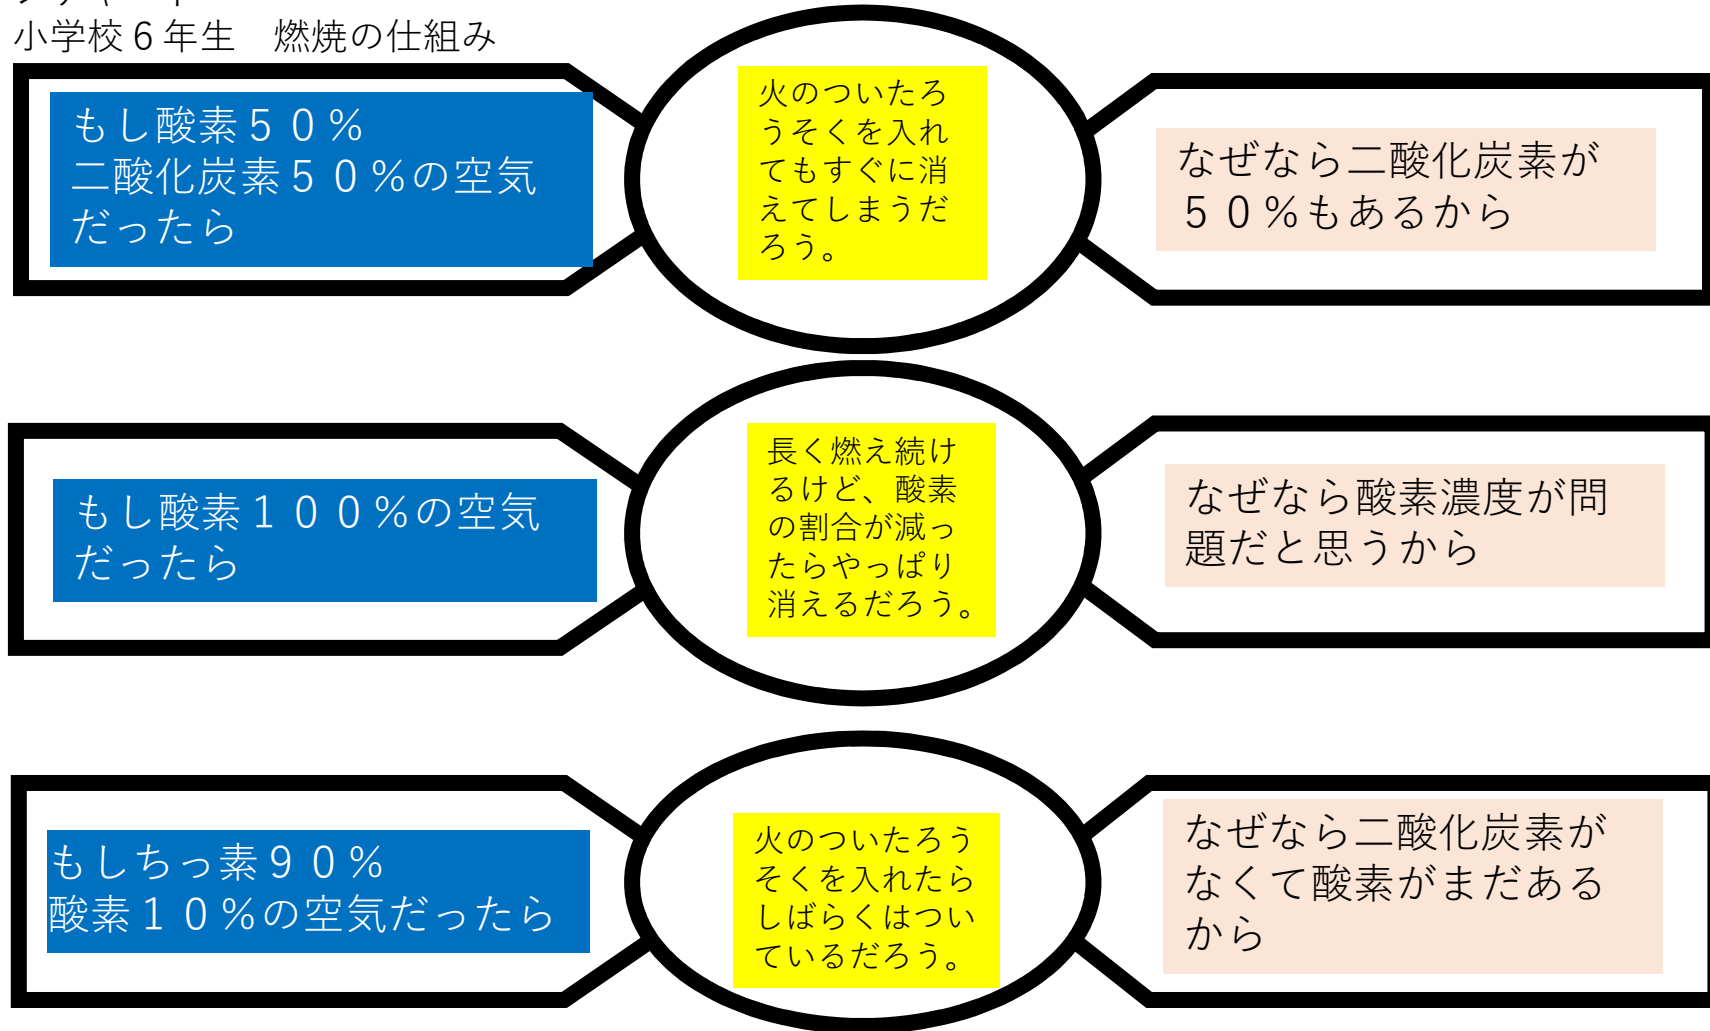 小学校６年生　燃焼の仕組み
もし酸素５０％
二酸化炭素５０％の空気
だったら
火のついたろ
うそくを入れ
てもすぐに消
えてしまうだ
ろう。
なぜなら二酸化炭素が
５０％もあるから
もし酸素１００％の空気
だったら
長く燃え続け
るけど、酸素
の割合が減っ
たらやっぱり
消えるだろう。
なぜなら酸素濃度が問
題だと思うから
もしちっ素９０％
酸素１０％の空気だったら
火のついたろう
そくを入れたら
しばらくはつい
ているだろう。
なぜなら二酸化炭素が
なくて酸素がまだある
から